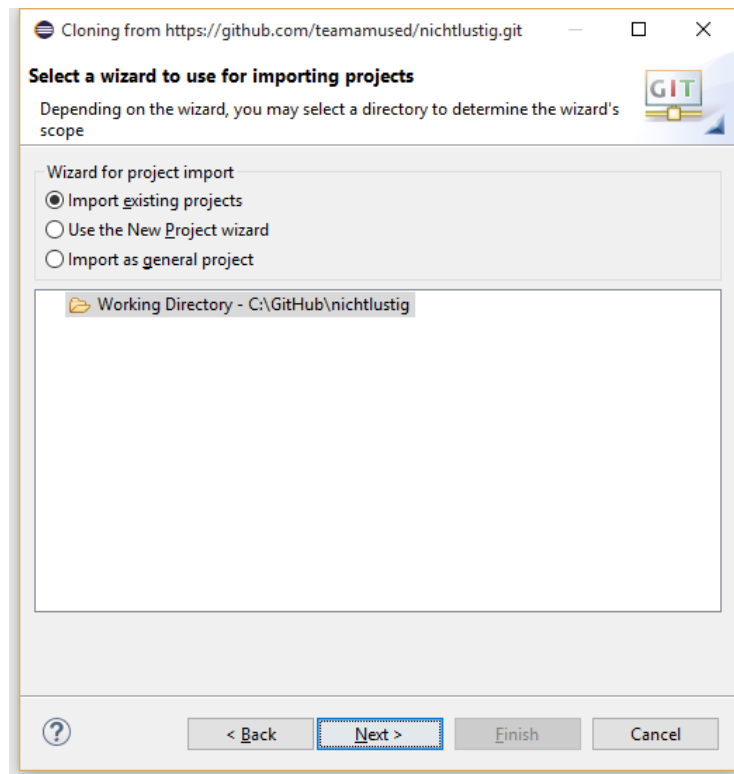 Cloning from https://github.com/teamamused/nichtlustig.git
Select a wizard to use for importing projects
Depending on the wizard, you may select a directory to determine the wizard's
scope
GIT
Wizard for project import
Import existing projects
Use the New Project wizard
Import as general project
Working Directory - C:\GitHub\nichtlustig
?
< Back Next > Finish Cancel